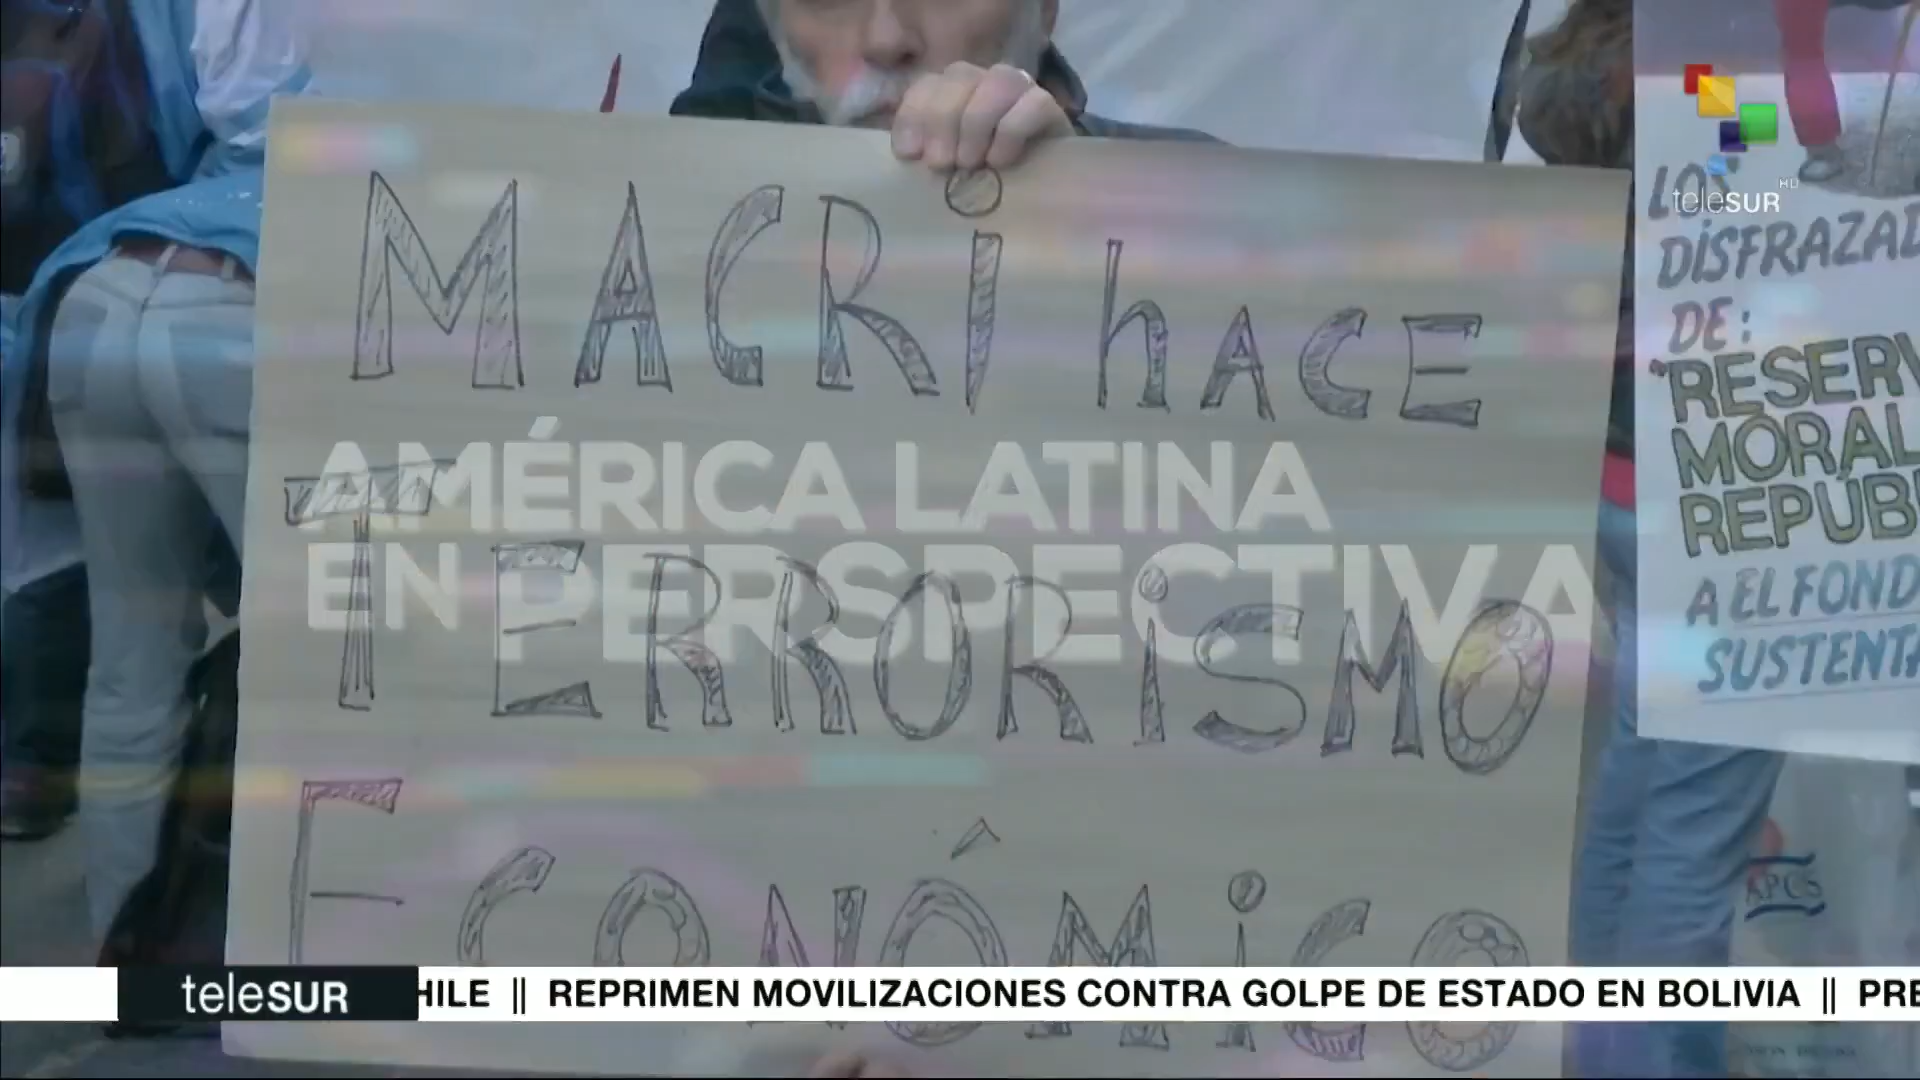 MACRi hACE
TERRORiSMO
ECONÓMiCO
AMÉRICA LATINA
EN PERSPECTIVA
teleSUR HD
DISFRAZAD
DE:
"RESERV
MORAL
REPÚB
A EL FOND
SUSTENTA
teleSUR
HILE || REPRIMEN MOVILIZACIONES CONTRA GOLPE DE ESTADO EN BOLIVIA || PRE